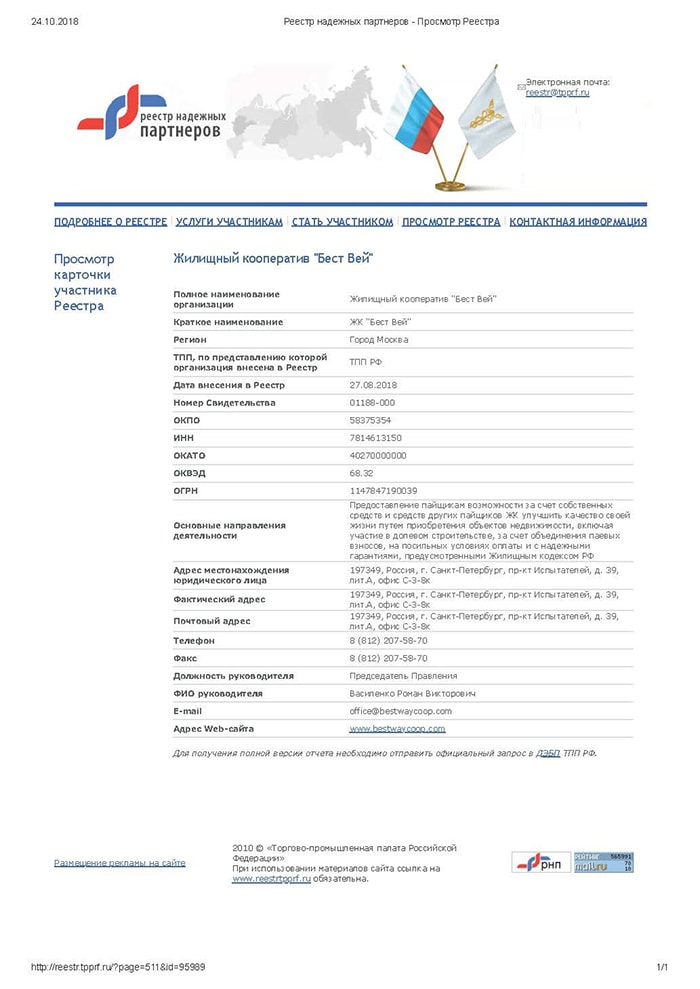 24.10.2018
Реестр надежных партнеров - Просмотр Реестра
реестр надежных
партнеров
Электронная почта:
reestr@tpprf.ru
ПОДРОБНЕЕ О РЕЕСТРЕ УСЛУГИ УЧАСТНИКАМ СТАТЬ УЧАСТНИКОМ ПРОСМОТР РЕЕСТРА КОНТАКТНАЯ ИНФОРМАЦИЯ
Просмотр
карточки
участника
Реестра
Жилищный кооператив "Бест Вей"
Полное наименование
организации
Жилищный кооператив "Бест Вей"
Краткое наименование ЖК "Бест Вей"
Регион Город Москва
ТПП, по представлению которой
организация внесена в Реестр
ТПП РФ
Дата внесения в Реестр 27.08.2018
Номер Свидетельства 01188-000
ОКПО 58375354
ИНН 7814613150
ОКАТО 40270000000
ОКВЭД 68.32
ОГРН 1147847190039
Основные направления
деятельности
Предоставление пайщикам возможности за счет собственных
средств и средств других пайщиков ЖК улучшить качество своей
жизни путем приобретения объектов недвижимости, включая
участие в долевом строительстве, за счет объединения паевых
взносов, на посильных условиях оплаты и с надежными
гарантиями, предусмотренными Жилищным кодексом РФ
Адрес местонахождения
юридического лица
197349, Россия, г. Санкт-Петербург, пр-кт Испытателей, д. 39,
лит.А, офис С-3-8к
Фактический адрес
197349, Россия, г. Санкт-Петербург, пр-кт Испытателей, д. 39,
лит.А, офис С-3-8к
Почтовый адрес
197349, Россия, г. Санкт-Петербург, пр-кт Испытателей, д. 39,
лит.А, офис С-3-8к
Телефон 8 (812) 207-58-70
Факс 8 (812) 207-58-70
Должность руководителя Председатель Правления
ФИО руководителя Василенко Роман Викторович
E-mail office@bestwaycoop.com
Адрес Web-сайта www.bestwaycoop.com
Для получения полной версии отчета необходимо отправить официальный запрос в ДЭБП ТПП РФ.
Размещение рекламы на сайте
2010 © «Торгово-промышленная палата Российской
Федерации»
При использовании материалов сайта ссылка на
www.reestrtpprf.ru обязательна.
рнп
РЕЙТИНГ
mail.ru
http://reestr.tpprf.ru/?page=511&id=95989
1/1